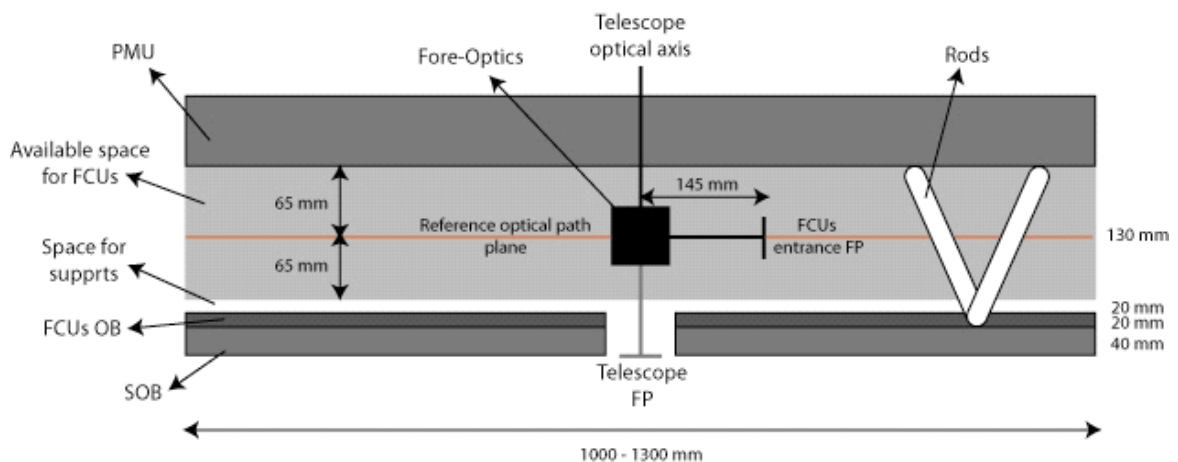 Telescope
optical axis
PMU
Fore-Optics
Rods
Available space
for FCUs
145 mm
65 mm
Reference optical path
plane
FCUs
entrance FP
130 mm
Space for
supprts
65 mm
20 mm
FCUs OB
20 mm
40 mm
Telescope
FP
SOB
1000 - 1300 mm